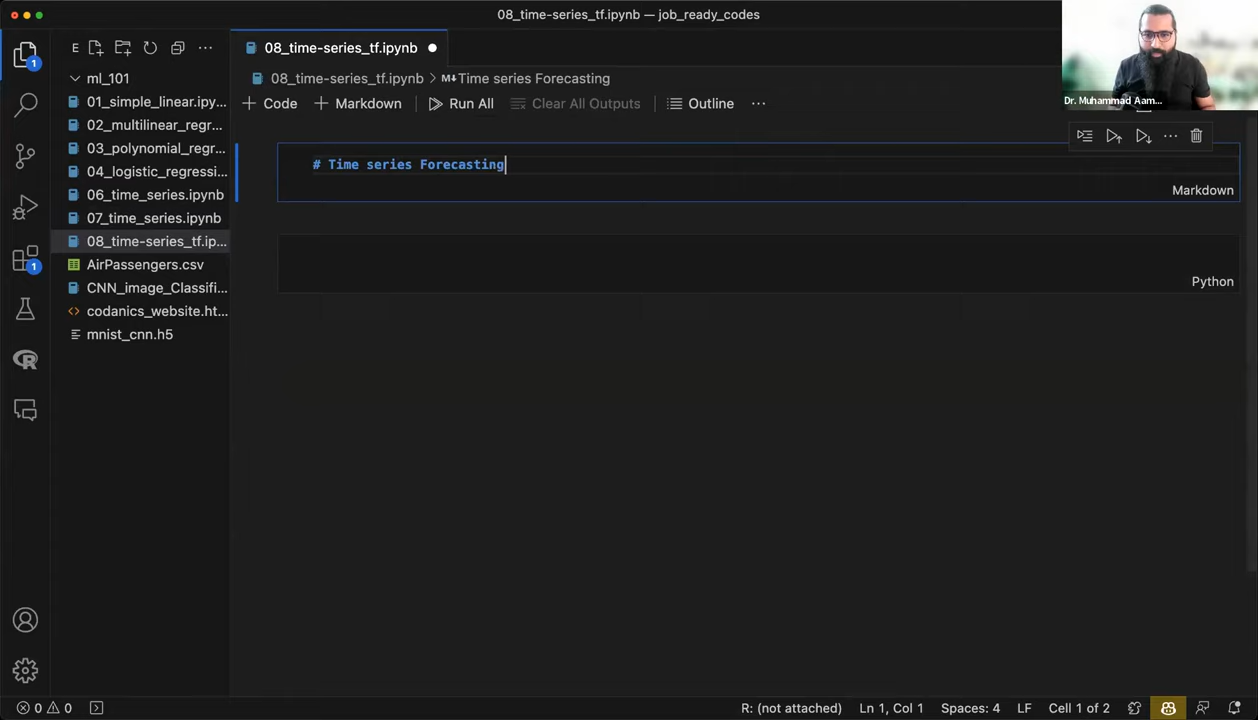 08_time-series_tf.ipynb — job_ready_codes
E
08_time-series_tf.ipynb
ml_101
08_time-series_tf.ipynb > M↓Time series Forecasting
01_simple_linear.ipy...
+ Code + Markdown Run All Clear All Outputs Outline ...
Dr. Muhammad Aam...
02_multilinear_regr...
03_polynomial_regr...
04_logistic_regressi...
# Time series Forecasting
Markdown
06_time_series.ipynb
07_time_series.ipynb
08_time-series_tf.ip...
AirPassengers.csv
CNN_image_Classifi...
Python
codanics_website.ht...
mnist_cnn.h5
1
1
0 0
R: (not attached) Ln 1, Col 1 Spaces: 4 LF Cell 1 of 2